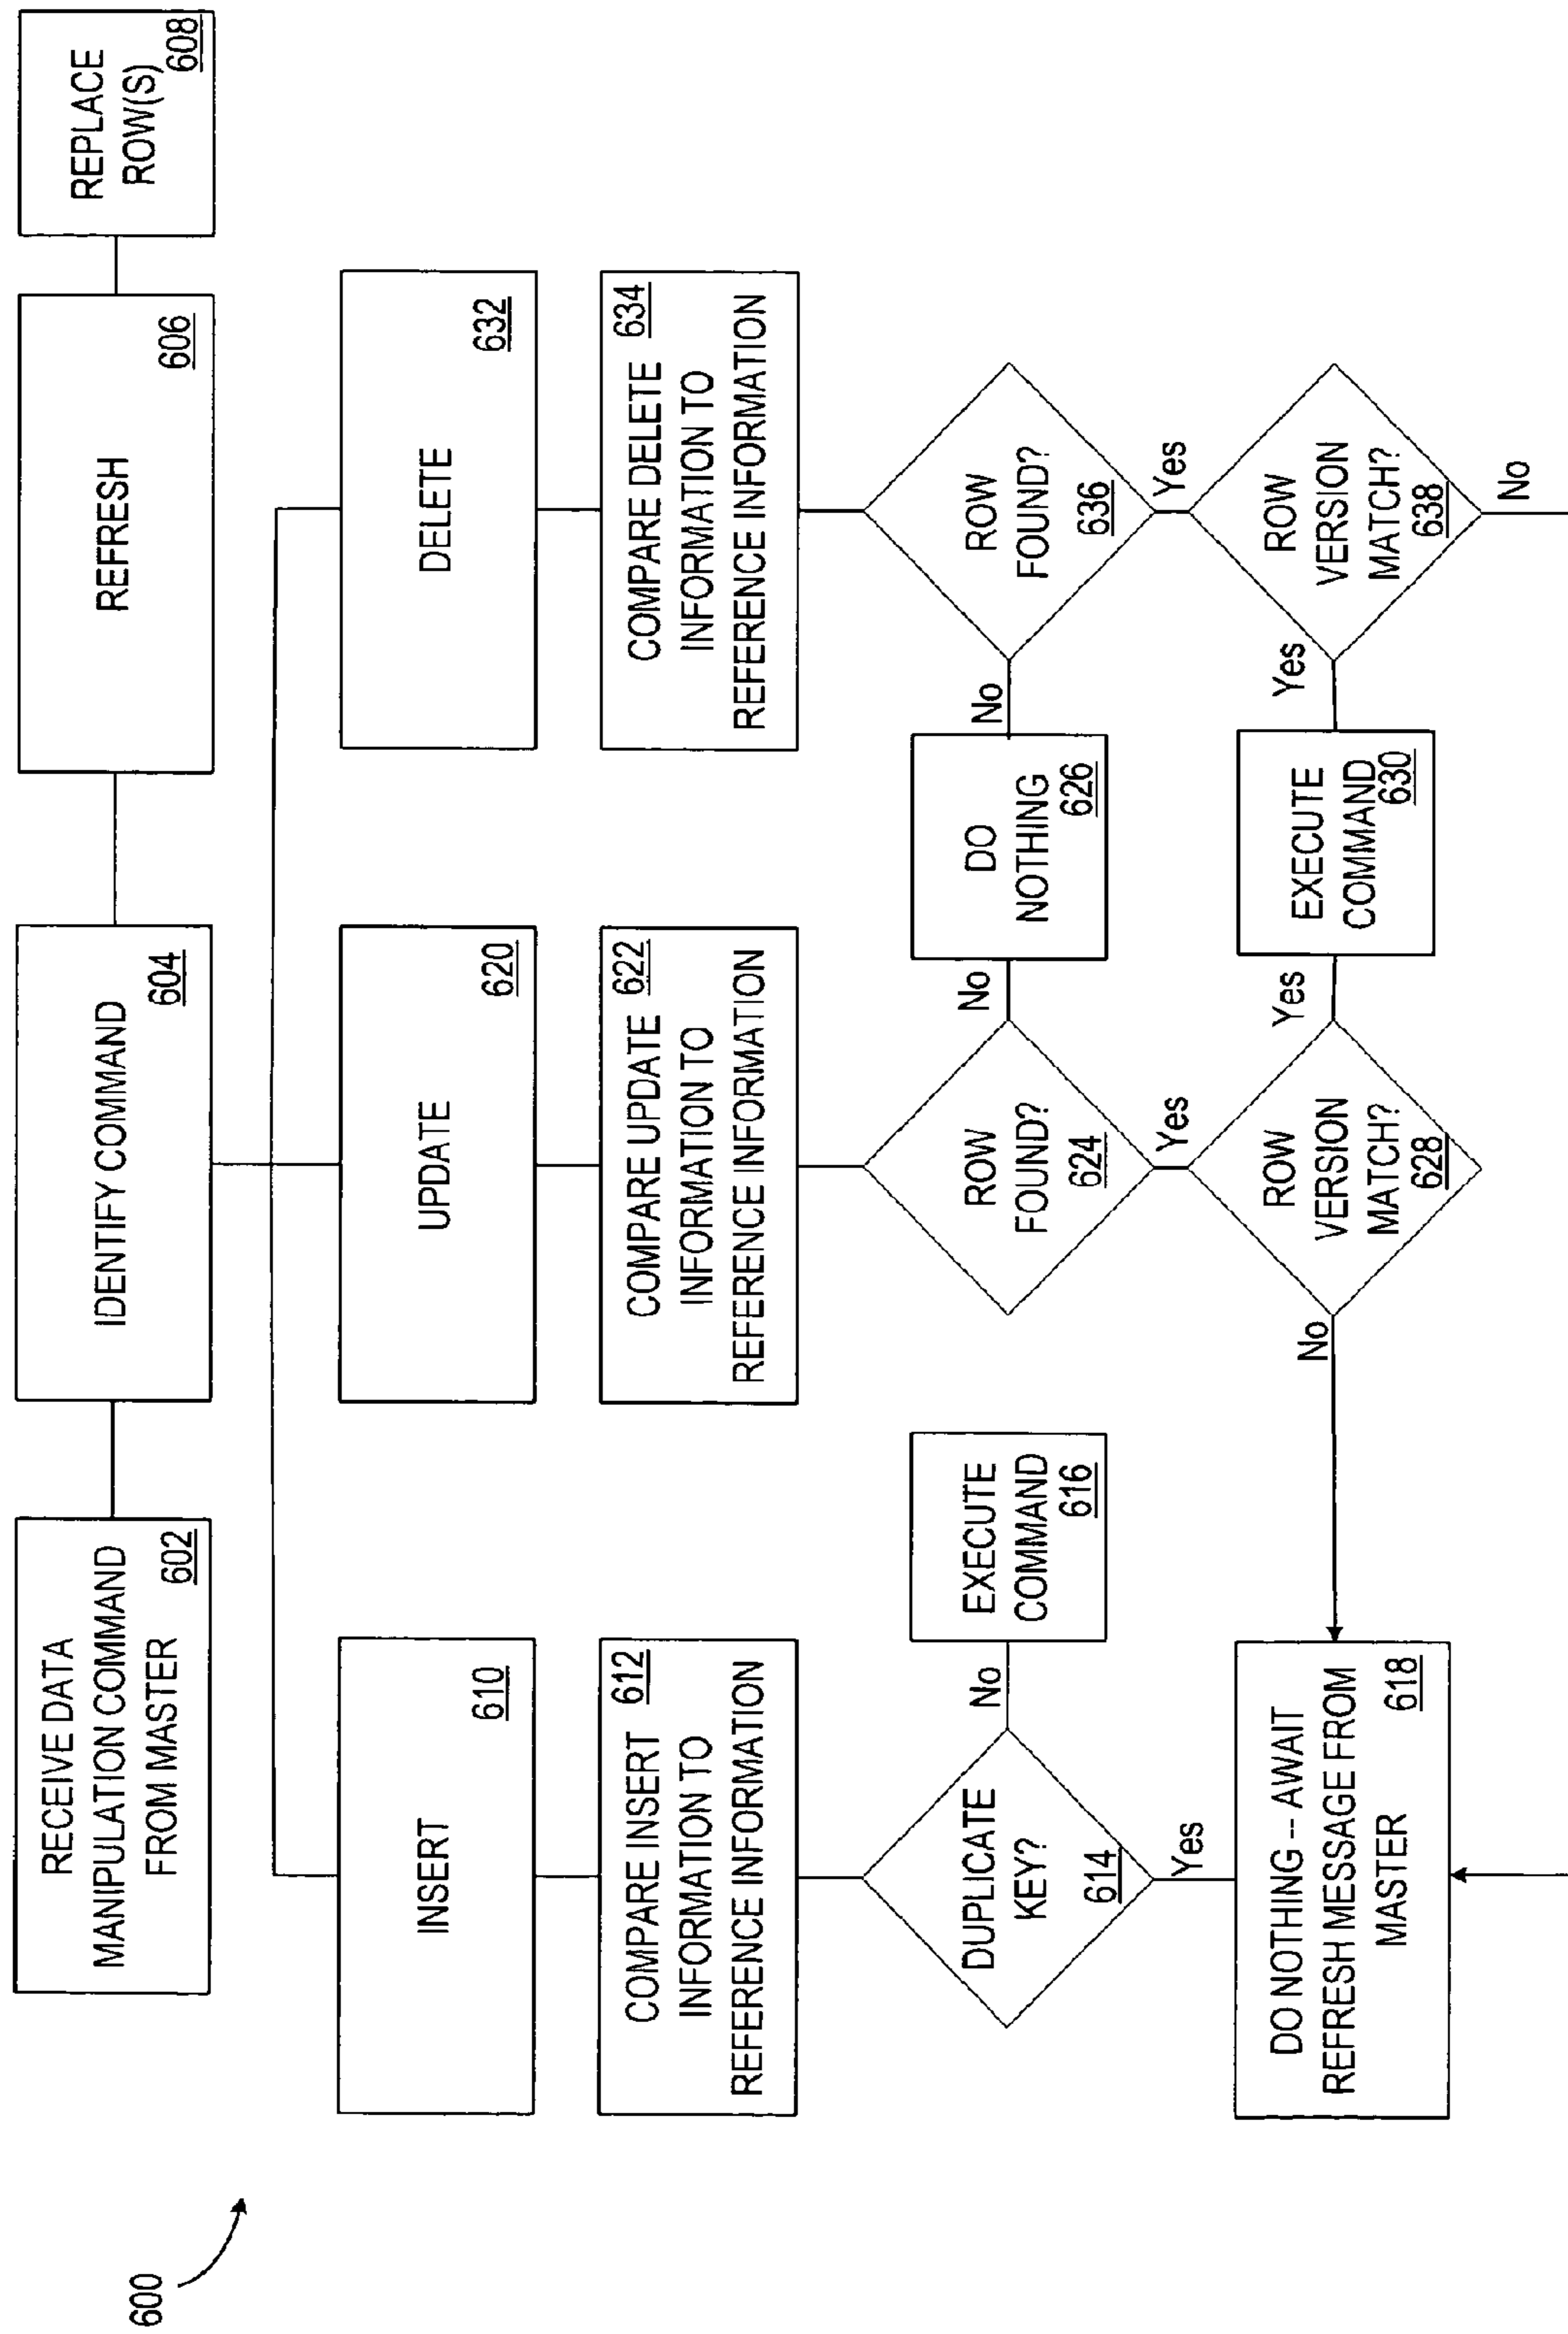 600
RECEIVE DATA
MANIPULATION COMMAND
FROM MASTER
602
IDENTIFY COMMAND
604
REFRESH
606
REPLACE
ROW(S)
608
INSERT
610
UPDATE
620
DELETE
632
COMPARE INSERT 612
INFORMATION TO
REFERENCE INFORMATION
COMPARE UPDATE 622
INFORMATION TO
REFERENCE INFORMATION
COMPARE DELETE 634
INFORMATION TO
REFERENCE INFORMATION
DUPLICATE
KEY?
614
No
Yes
EXECUTE
COMMAND
616
ROW
FOUND?
624
No
Yes
DO
NOTHING
626
No
ROW
FOUND?
636
Yes
DO NOTHING -- AWAIT
REFRESH MESSAGE FROM
MASTER
618
No
ROW
VERSION
MATCH?
628
Yes
EXECUTE
COMMAND
630
Yes
ROW
VERSION
MATCH?
638
No